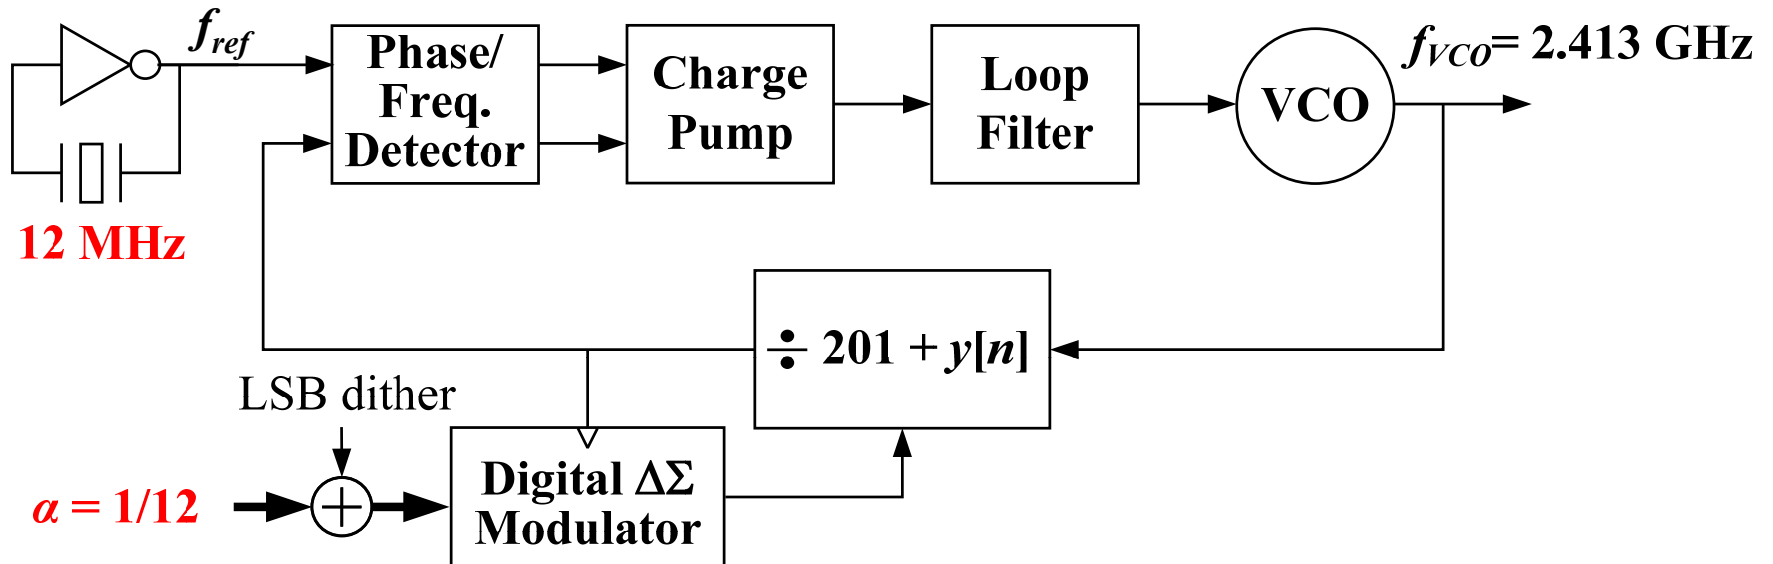 f_ref
Phase/
Freq.
Detector
Charge
Pump
Loop
Filter
VCO
f_VCO= 2.413 GHz
12 MHz
÷ 201 + y[n]
LSB dither
α = 1/12
+
Digital ΔΣ
Modulator